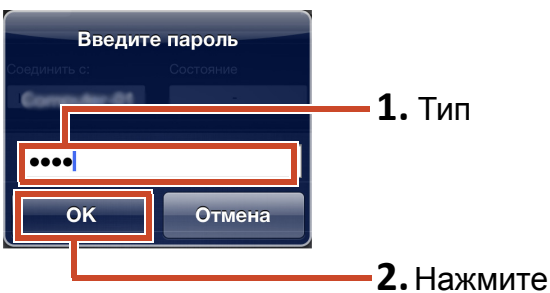 Введите пароль
Соединить с: Состояние
Computer-01
1. Тип
••••
OK Отмена
2. Нажмите